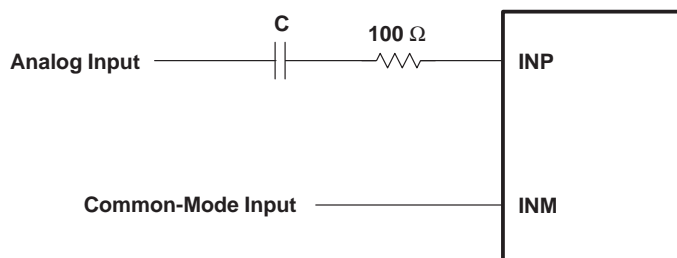 C
100 Ω
Analog Input
INP
Common-Mode Input
INM